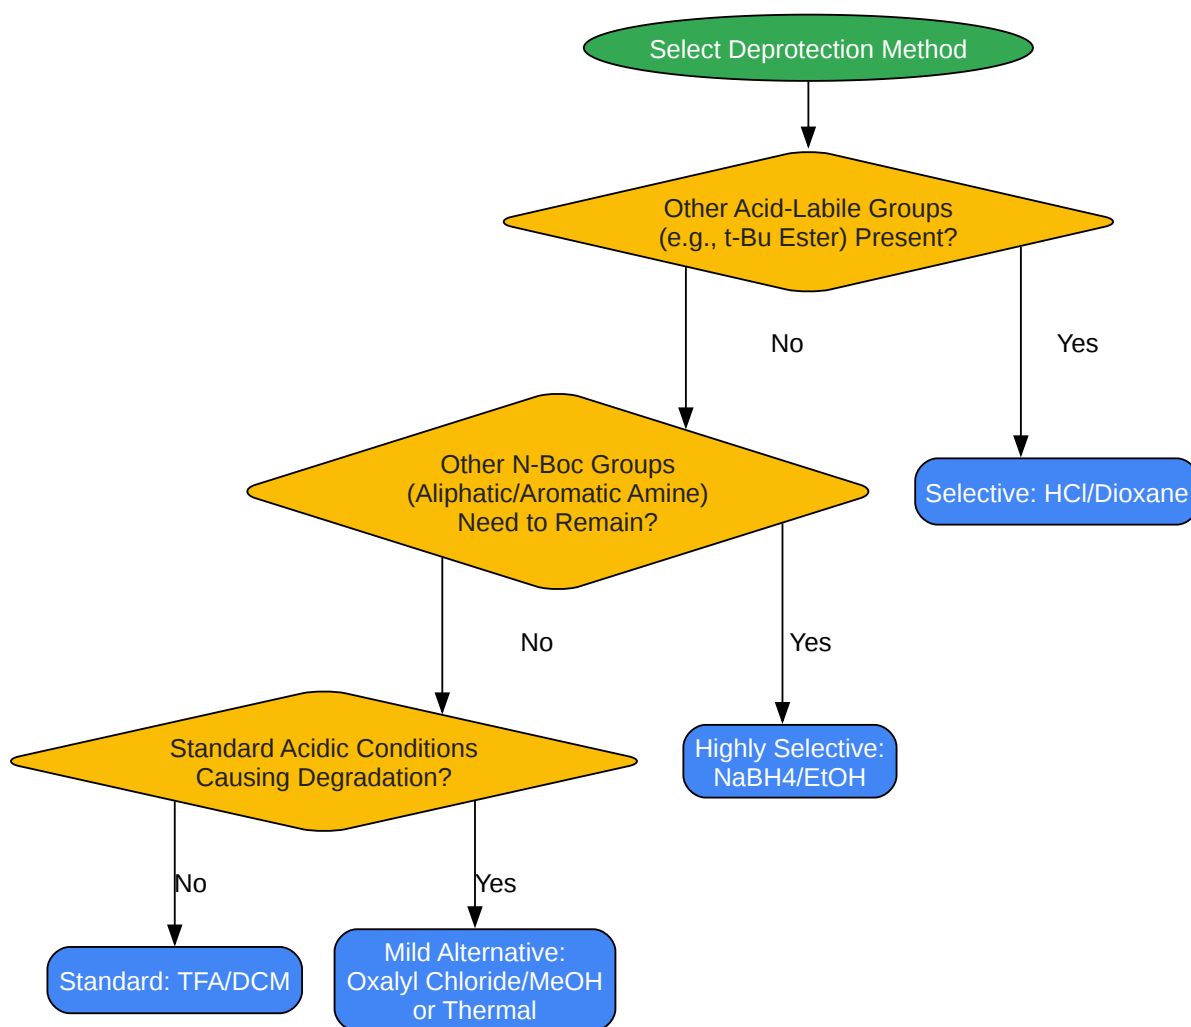 Select Deprotection Method
Other Acid-Labile Groups
(e.g., t-Bu Ester) Present?
No
Yes
Other N-Boc Groups
(Aliphatic/Aromatic Amine)
Need to Remain?
Selective: HCl/Dioxane
No
Yes
Standard Acidic Conditions
Causing Degradation?
Highly Selective:
NaBH4/EtOH
No
Yes
Standard: TFA/DCM
Mild Alternative:
Oxalyl Chloride/MeOH
or Thermal